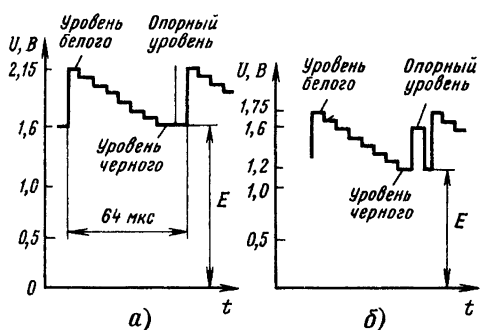 U, В
Уровень
белого
Опорный
уровень
2,15
1,6
1,0
0,5
0
Уровень
черного
E
64 мкс
t
а)
U, В
Уровень
белого
Опорный
уровень
1,75
1,6
1,2
1,0
0,5
Уровень
черного
E
t
б)